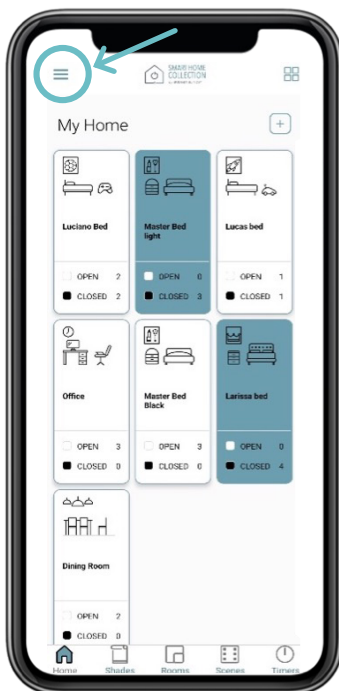 SMART HOME
COLLECTION
My Home
Luciano Bed
OPEN 2
CLOSED 2
Master Bed
light
OPEN 0
CLOSED 3
Lucas bed
OPEN 1
CLOSED 1
Office
OPEN 3
CLOSED 0
Master Bed
Black
OPEN 3
CLOSED 0
Larissa bed
OPEN 0
CLOSED 4
Dining Room
OPEN 2
CLOSED 0
Home Shades Rooms Scenes Timers